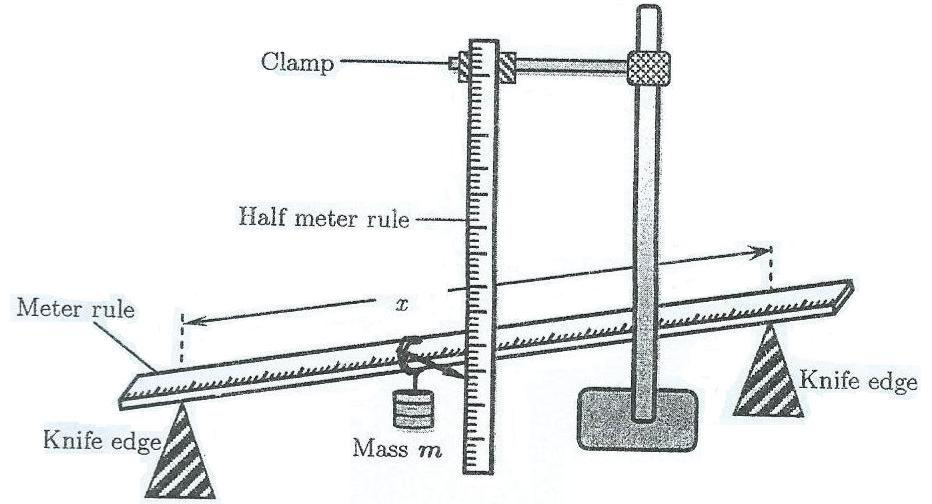 Clamp
Half meter rule
x
Meter rule
Knife edge
Knife edge
Mass m